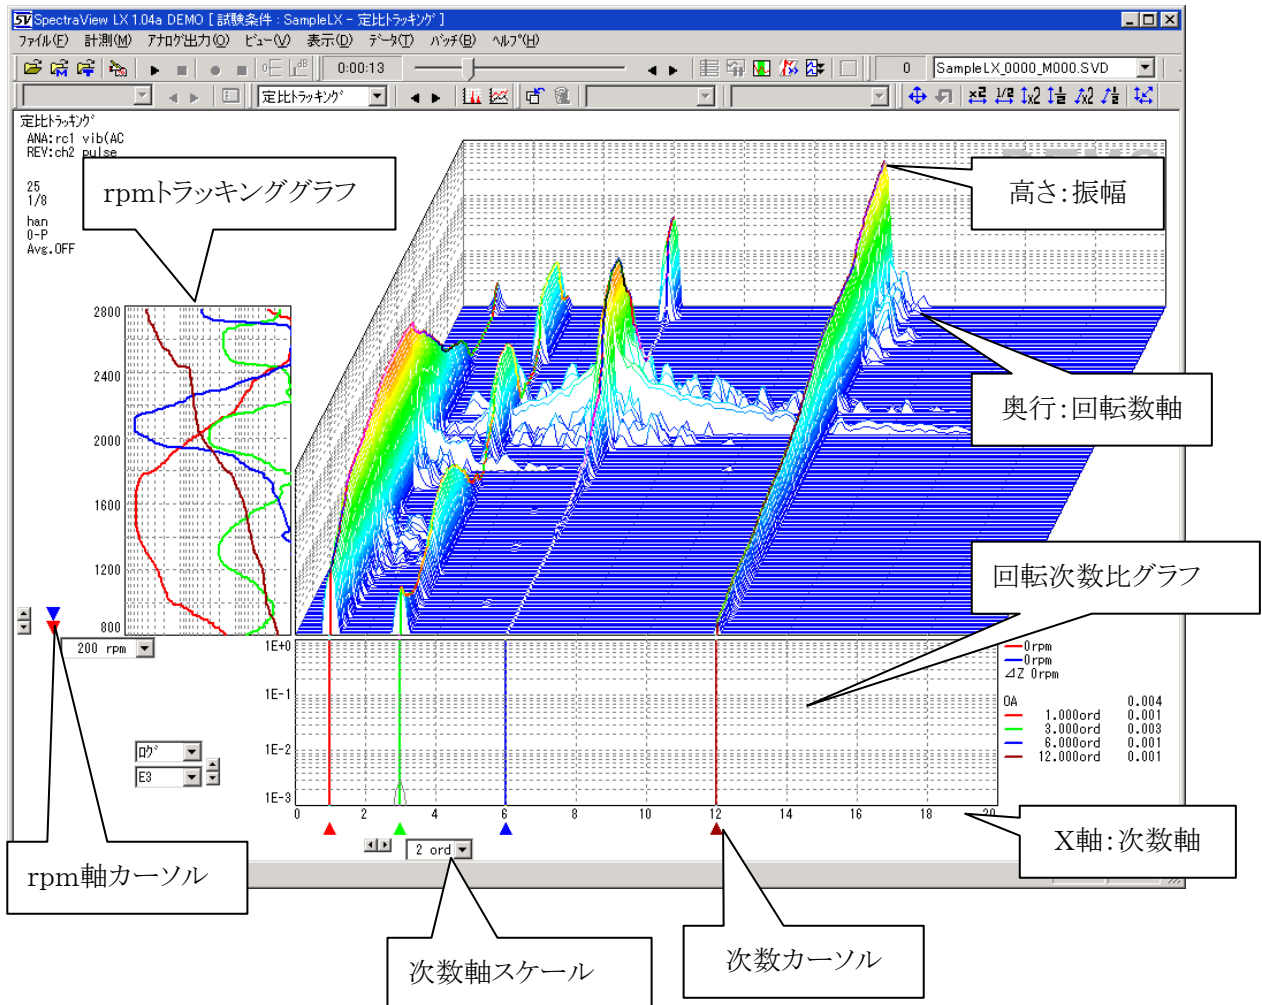 SpectraView LX 1.04a DEMO [ 試験条件 : SampleLX - 定比ﾄﾗｯｷﾝｸﾞ ]
ﾌｧｲﾙ(F) 計測(M) ｱﾅﾛｸﾞ出力(O) ﾋﾞｭｰ(V) 表示(D) ﾃﾞｰﾀ(T) ﾊﾞｯﾁ(B) ﾍﾙﾌﾟ(H)
0:00:13 0 SampleLX_0000_M000.SVD
定比ﾄﾗｯｷﾝｸﾞ
定比ﾄﾗｯｷﾝｸﾞ
ANA:rc1 vib(AC
REV:ch2 pulse
25
1/8
han
0-P
Avg.OFF
rpmトラッキンググラフ
高さ:振幅
奥行:回転数軸
回転次数比グラフ
2800
2400
2000
1600
1200
800
200 rpm
1E+0
1E-1
1E-2
1E-3
ﾛｸﾞ
E3
0 2 4 6 8 10 12 14 16 18 20
0rpm
0rpm
⊿Z 0rpm
OA 0.004
1.000ord 0.001
3.000ord 0.003
6.000ord 0.001
12.000ord 0.001
2 ord
X軸:次数軸
rpm軸カーソル
次数軸スケール
次数カーソル